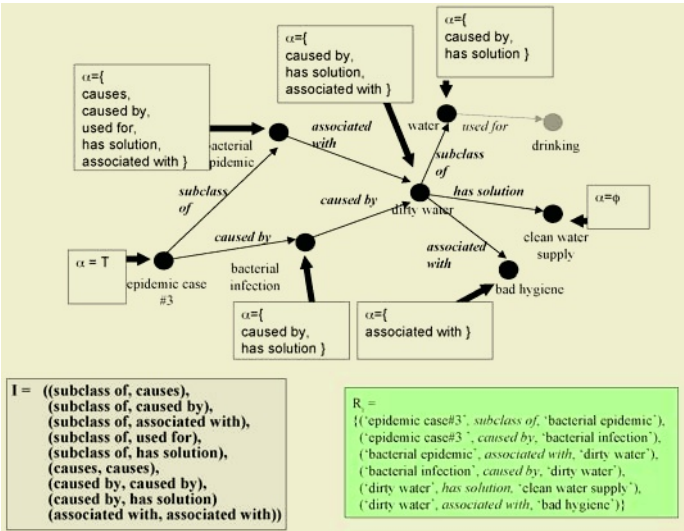 α={
caused by,
has solution }
α={
caused by,
has solution,
associated with }
α={
causes,
caused by,
used for,
has solution,
associated with }
associated
with
water
used for
drinking
bacterial
epidemic
subclass
of
subclass
of
has solution
α=ϕ
caused by
dirty water
clean water
supply
caused by
associated
with
α = T
epidemic case
#3
bacterial
infection
bad hygiene
α={
caused by,
has solution }
α={
associated with }
I = ((subclass of, causes),
(subclass of, caused by),
(subclass of, associated with),
(subclass of, used for),
(subclass of, has solution),
(causes, causes),
(caused by, caused by),
(caused by, has solution)
(associated with, associated with))
{('epidemic case#3', subclass of, 'bacterial epidemic'),
('epidemic case#3 ', caused by, 'bacterial infection'),
('bacterial epidemic', associated with, 'dirty water'),
('bacterial infection', caused by, 'dirty water'),
('dirty water', has solution, 'clean water supply'),
('dirty water', associated with, 'bad hygiene')}